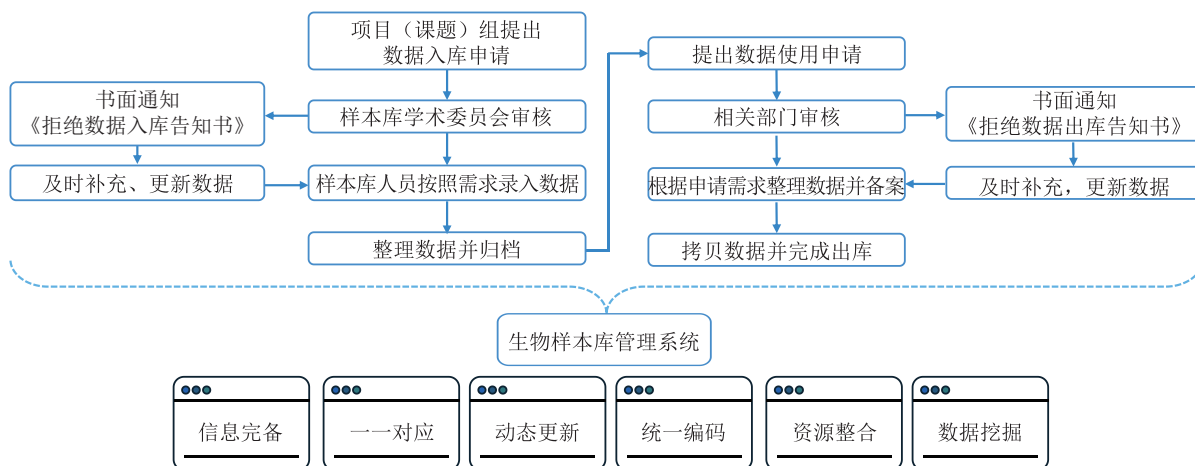 项目（课题）组提出
数据入库申请
样本库学术委员会审核
书面通知
《拒绝数据入库告知书》
及时补充、更新数据
样本库人员按照需求录入数据
整理数据并归档
提出数据使用申请
相关部门审核
书面通知
《拒绝数据出库告知书》
及时补充，更新数据
根据申请需求整理数据并备案
拷贝数据并完成出库
生物样本库管理系统
信息完备
一一对应
动态更新
统一编码
资源整合
数据挖掘